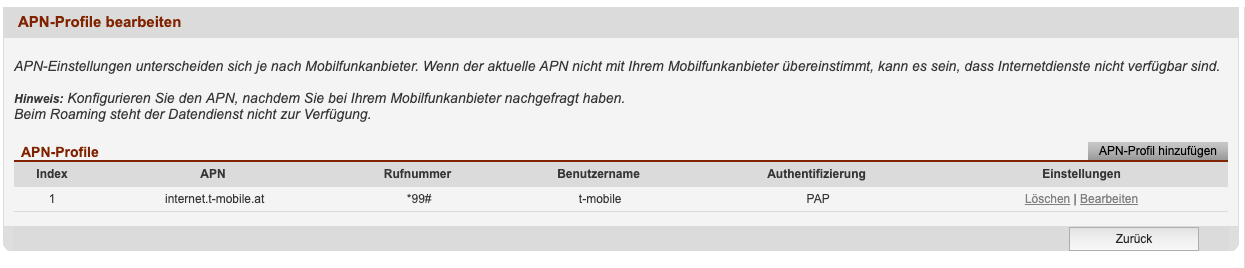 APN-Profile bearbeiten
APN-Einstellungen unterscheiden sich je nach Mobilfunkanbieter. Wenn der aktuelle APN nicht mit Ihrem Mobilfunkanbieter übereinstimmt, kann es sein, dass Internetdienste nicht verfügbar sind.
Hinweis: Konfigurieren Sie den APN, nachdem Sie bei Ihrem Mobilfunkanbieter nachgefragt haben.
Beim Roaming steht der Datendienst nicht zur Verfügung.
APN-Profile APN-Profil hinzufügen
Index APN Rufnummer Benutzername Authentifizierung Einstellungen
1 internet.t-mobile.at *99# t-mobile PAP Löschen | Bearbeiten
Zurück